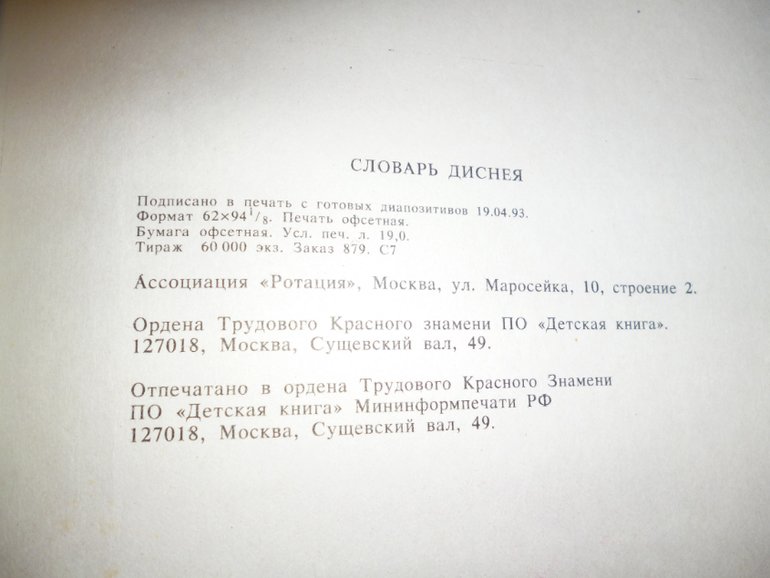 СЛОВАРЬ ДИСНЕЯ
Подписано в печать с готовых диапозитивов 19.04.93.
Формат 62×94 1/8. Печать офсетная.
Бумага офсетная. Усл. печ. л. 19,0.
Тираж 60 000 экз. Заказ 879. С7
Ассоциация «Ротация», Москва, ул. Маросейка, 10, строение 2.
Ордена Трудового Красного знамени ПО «Детская книга».
127018, Москва, Сущевский вал, 49.
Отпечатано в ордена Трудового Красного Знамени
ПО «Детская книга» Мининформпечати РФ
127018, Москва, Сущевский вал, 49.